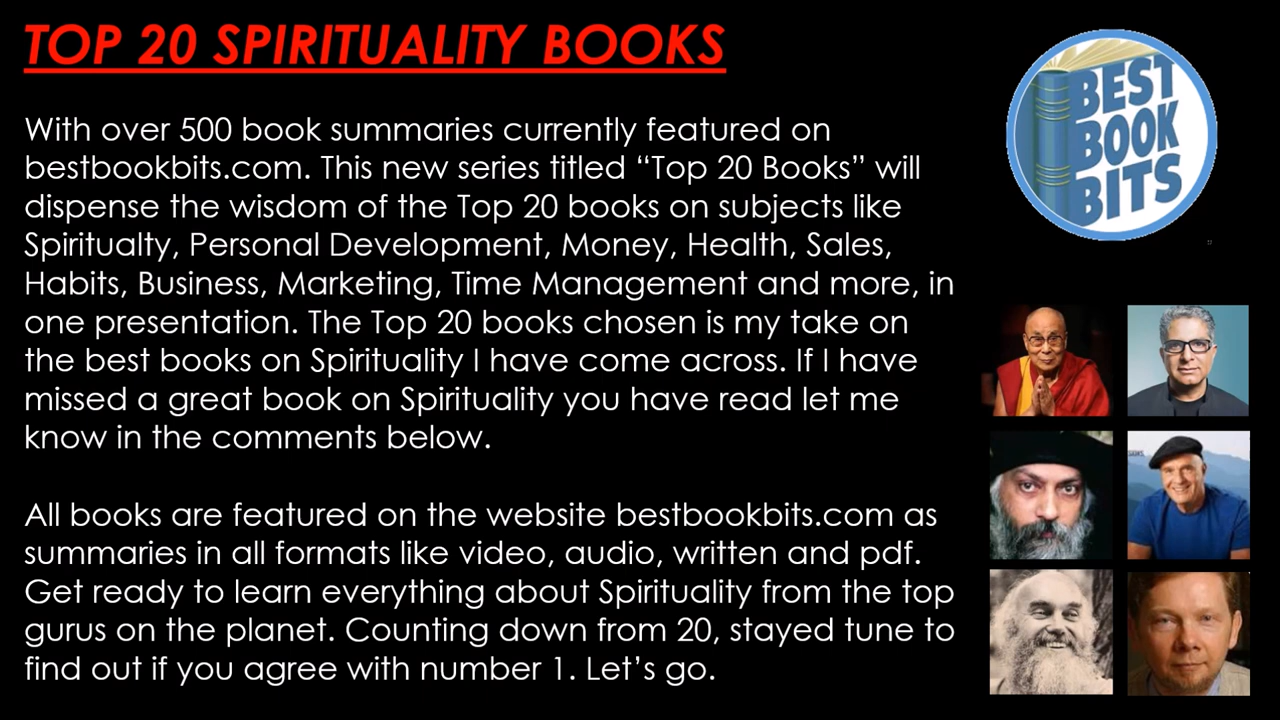 TOP 20 SPIRITUALITY BOOKS
With over 500 book summaries currently featured on
bestbookbits.com. This new series titled “Top 20 Books” will
dispense the wisdom of the Top 20 books on subjects like
Spiritualty, Personal Development, Money, Health, Sales,
Habits, Business, Marketing, Time Management and more, in
one presentation. The Top 20 books chosen is my take on
the best books on Spirituality I have come across. If I have
missed a great book on Spirituality you have read let me
know in the comments below.
All books are featured on the website bestbookbits.com as
summaries in all formats like video, audio, written and pdf.
Get ready to learn everything about Spirituality from the top
gurus on the planet. Counting down from 20, stayed tune to
find out if you agree with number 1. Let’s go.
BEST
BOOK
BITS